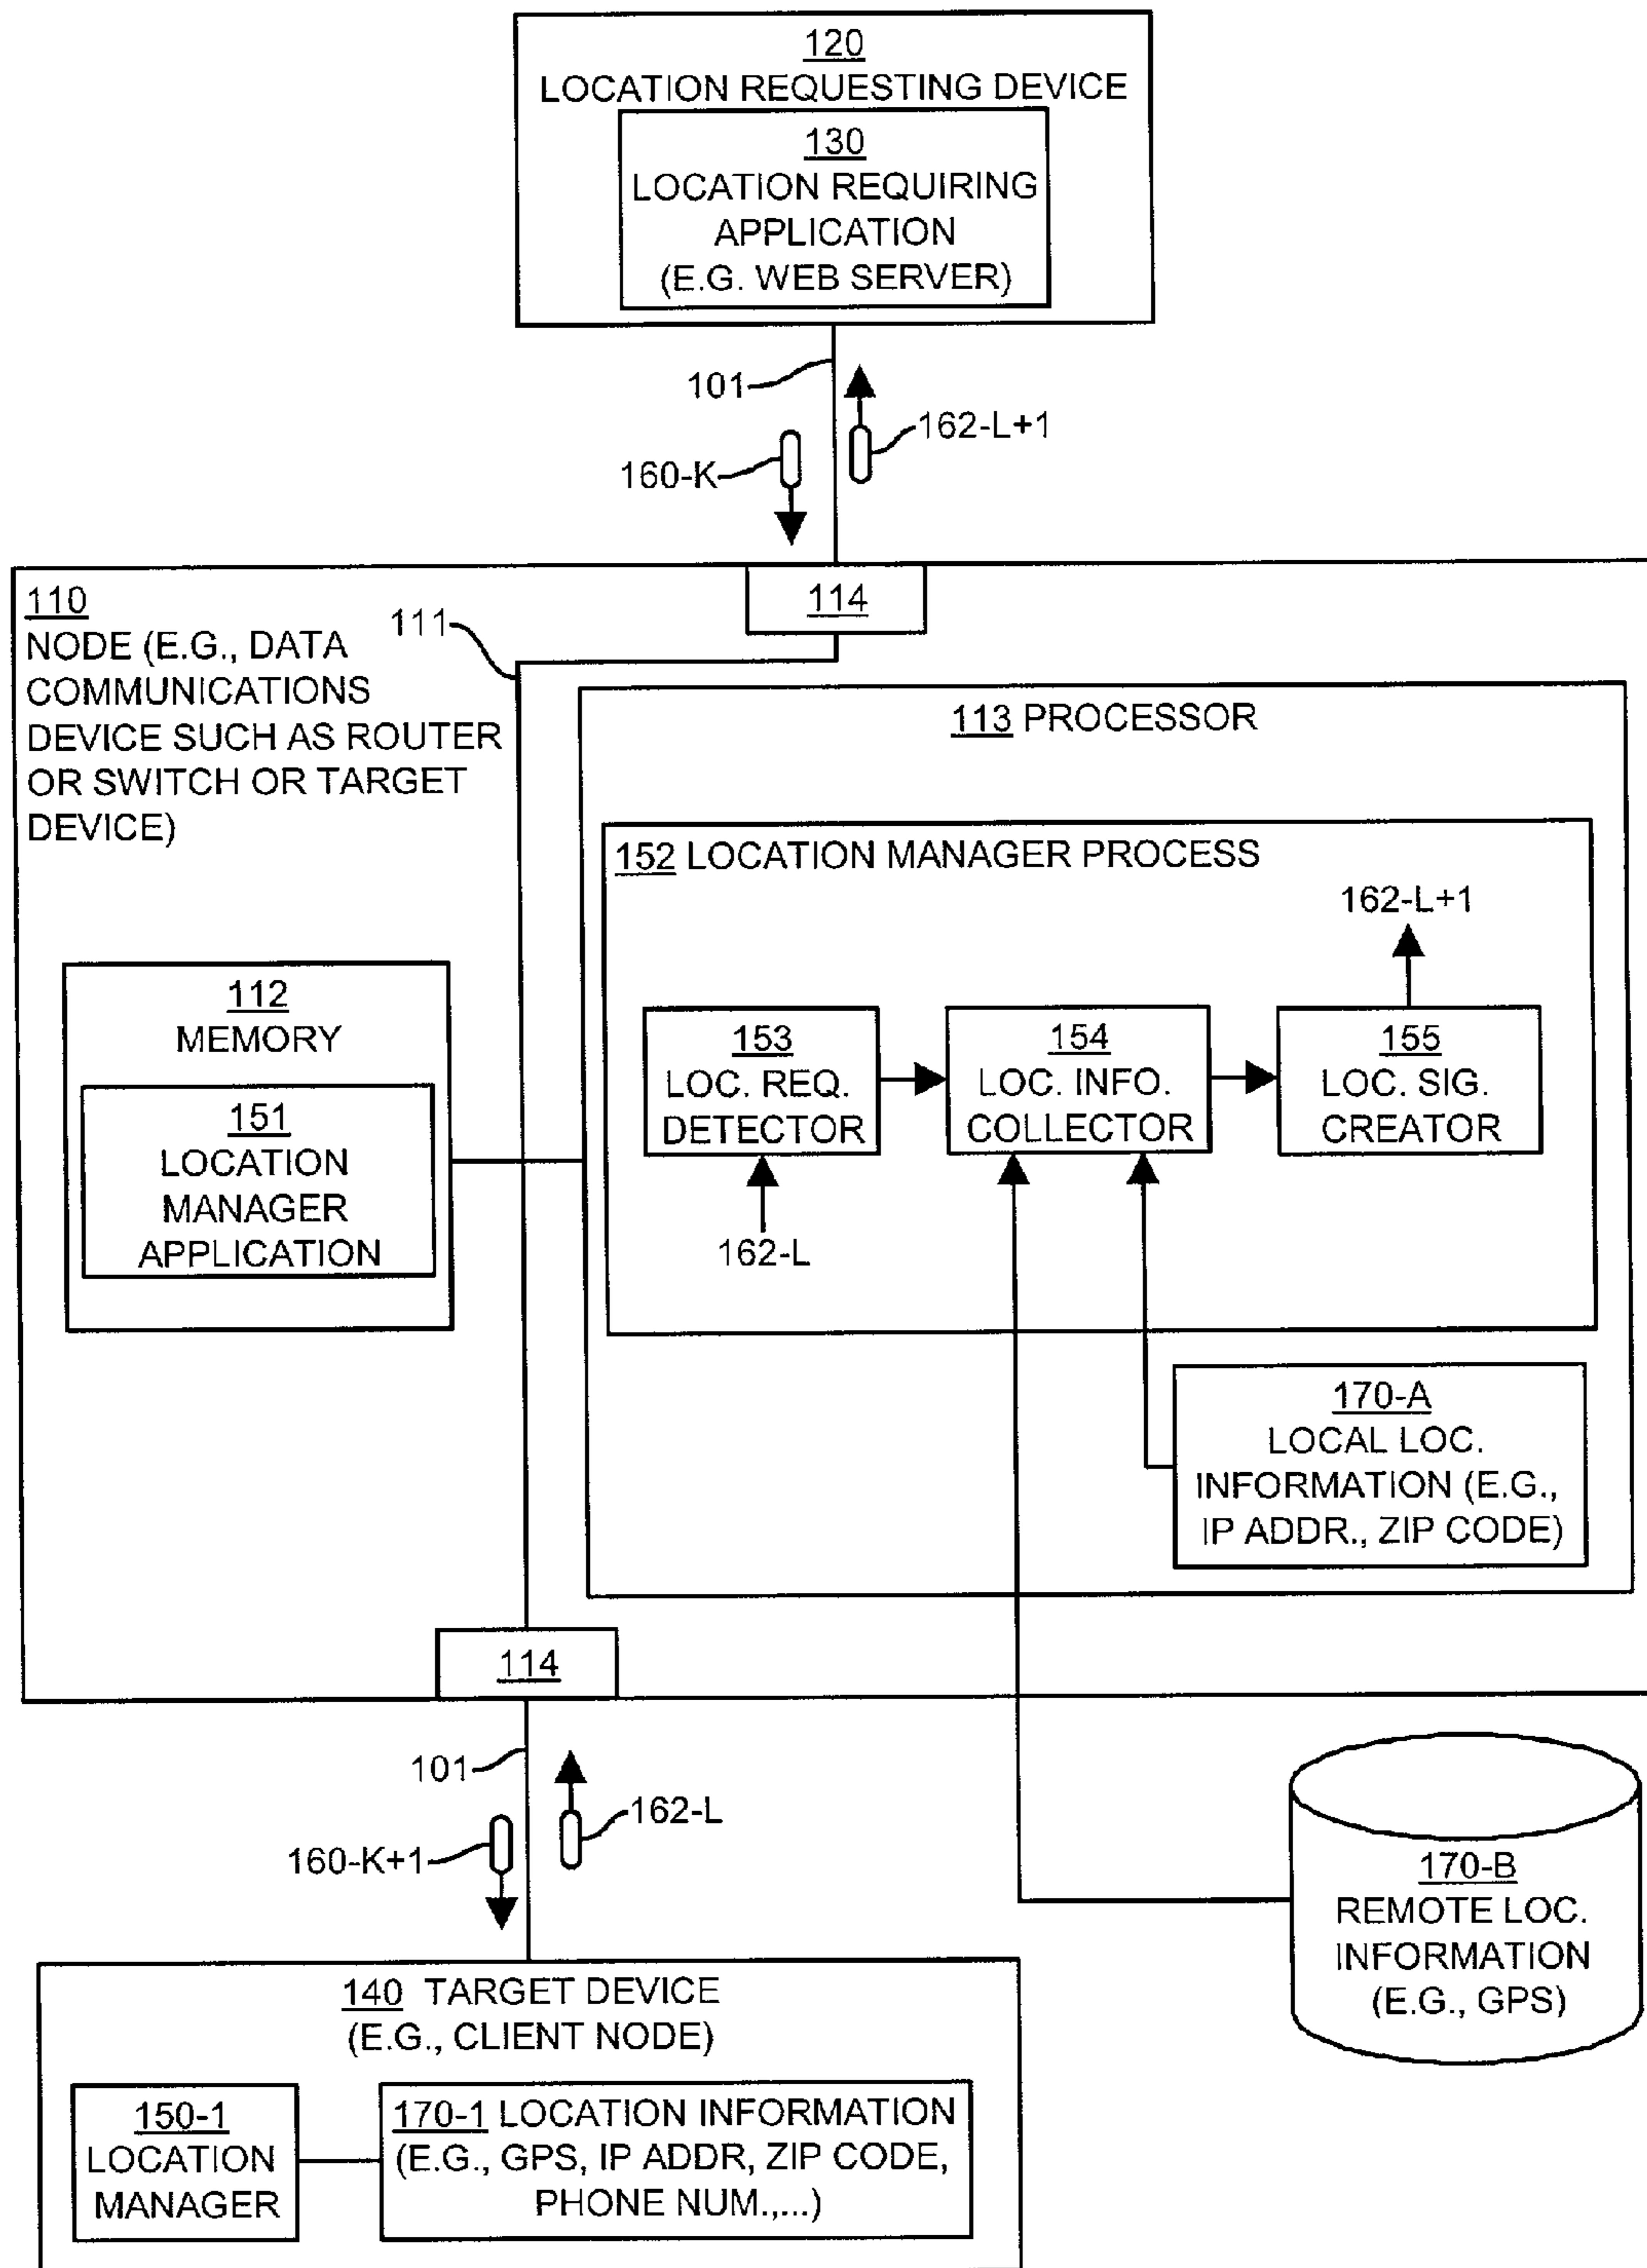 120
LOCATION REQUESTING DEVICE
130
LOCATION REQUIRING
APPLICATION
(E.G. WEB SERVER)
101
162-L+1
160-K
114
110
NODE (E.G., DATA
COMMUNICATIONS
DEVICE SUCH AS ROUTER
OR SWITCH OR TARGET
DEVICE)
111
113 PROCESSOR
152 LOCATION MANAGER PROCESS
162-L+1
112
MEMORY
151
LOCATION
MANAGER
APPLICATION
153
LOC. REQ.
DETECTOR
154
LOC. INFO.
COLLECTOR
155
LOC. SIG.
CREATOR
162-L
170-A
LOCAL LOC.
INFORMATION (E.G.,
IP ADDR., ZIP CODE)
114
101
162-L
160-K+1
170-B
REMOTE LOC.
INFORMATION
(E.G., GPS)
140 TARGET DEVICE
(E.G., CLIENT NODE)
150-1
LOCATION
MANAGER
170-1 LOCATION INFORMATION
(E.G., GPS, IP ADDR, ZIP CODE,
PHONE NUM.,...)